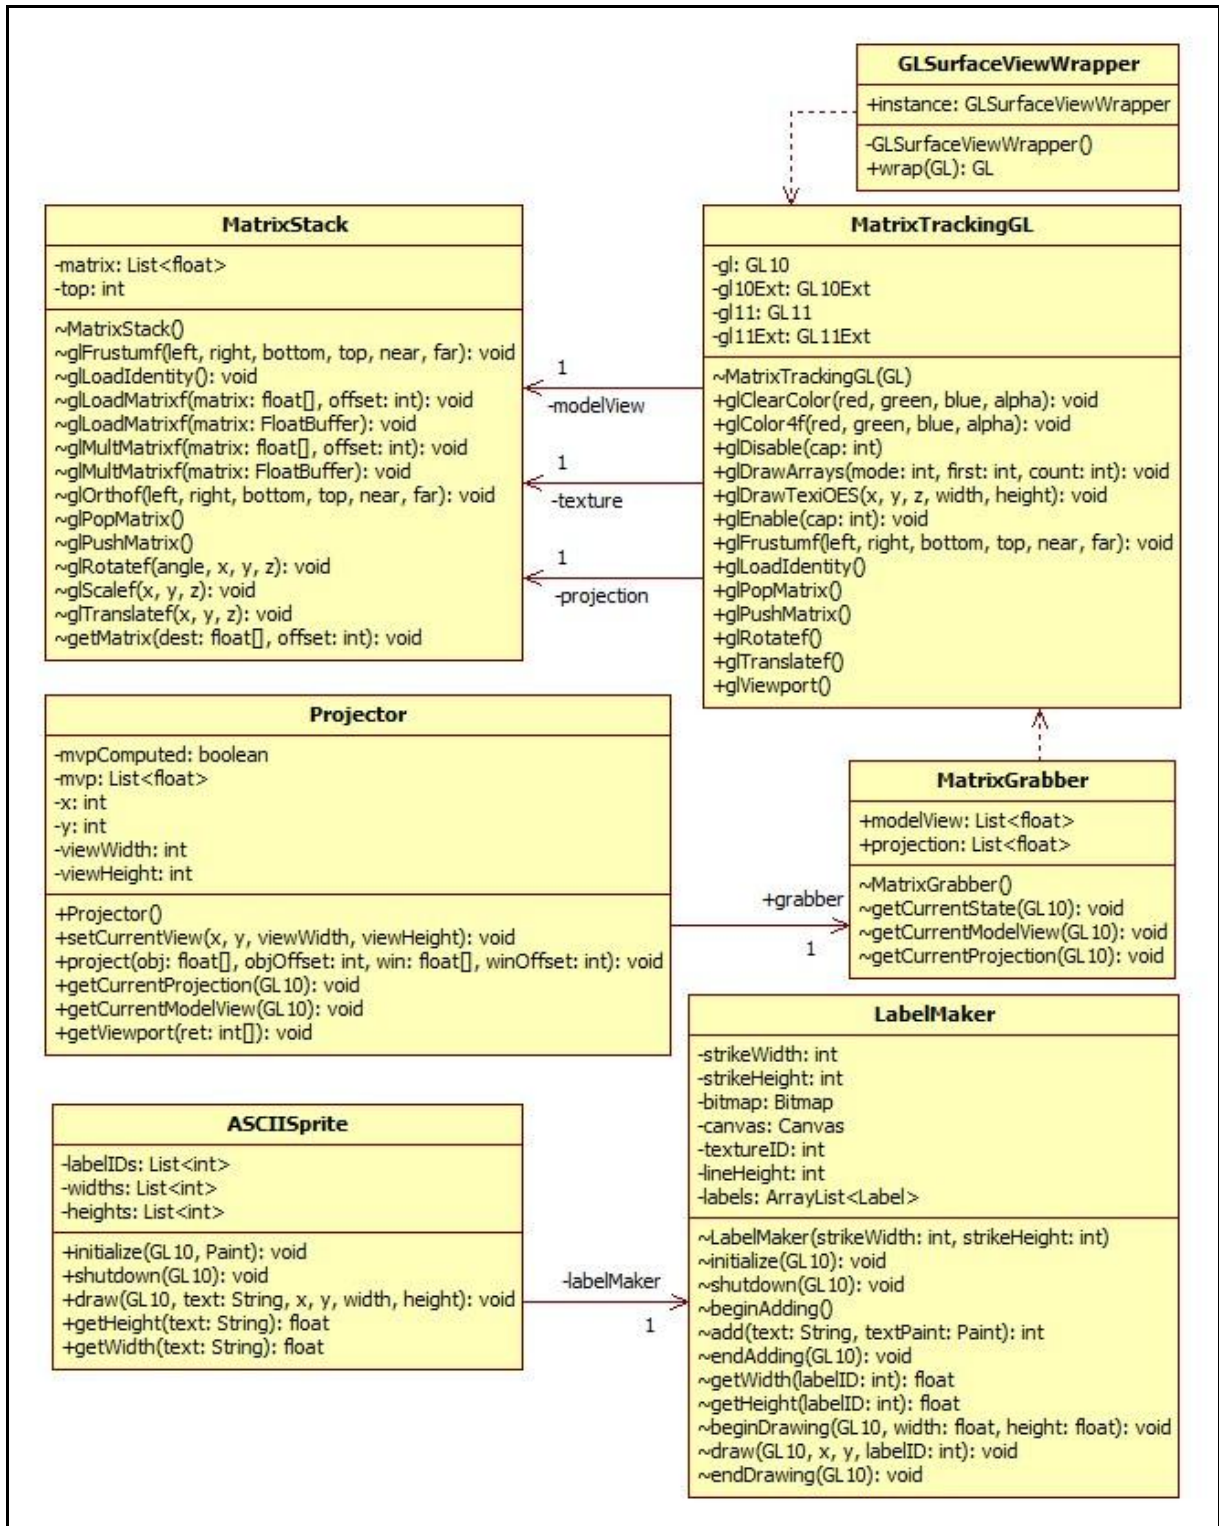 GLSurfaceViewWrapper
+instance: GLSurfaceViewWrapper
-GLSurfaceViewWrapper()
+wrap(GL): GL
MatrixStack
-matrix: List<float>
-top: int
~MatrixStack()
~glFrustumf(left, right, bottom, top, near, far): void
~glLoadIdentity(): void
~glLoadMatrixf(matrix: float[], offset: int): void
~glLoadMatrixf(matrix: FloatBuffer): void
~glMultMatrixf(matrix: float[], offset: int): void
~glMultMatrixf(matrix: FloatBuffer): void
~glOrthof(left, right, bottom, top, near, far): void
~glPopMatrix()
~glPushMatrix()
~glRotatef(angle, x, y, z): void
~glScalef(x, y, z): void
~glTranslatef(x, y, z): void
~getMatrix(dest: float[], offset: int): void
1
-modelView
1
-texture
1
-projection
MatrixTrackingGL
-gl: GL10
-gl10Ext: GL10Ext
-gl11: GL11
-gl11Ext: GL11Ext
~MatrixTrackingGL(GL)
+glClearColor(red, green, blue, alpha): void
+glColor4f(red, green, blue, alpha): void
+glDisable(cap: int)
+glDrawArrays(mode: int, first: int, count: int): void
+glDrawTexiOES(x, y, z, width, height): void
+glEnable(cap: int): void
+glFrustumf(left, right, bottom, top, near, far): void
+glLoadIdentity()
+glPopMatrix()
+glPushMatrix()
+glRotatef()
+glTranslatef()
+glViewport()
Projector
-mvpComputed: boolean
-mvp: List<float>
-x: int
-y: int
-viewWidth: int
-viewHeight: int
+Projector()
+setCurrentView(x, y, viewWidth, viewHeight): void
+project(obj: float[], objOffset: int, win: float[], winOffset: int): void
+getCurrentProjection(GL10): void
+getCurrentModelView(GL10): void
+getViewport(ret: int[]): void
+grabber
1
MatrixGrabber
+modelView: List<float>
+projection: List<float>
~MatrixGrabber()
~getCurrentState(GL10): void
~getCurrentModelView(GL10): void
~getCurrentProjection(GL10): void
ASCIISprite
-labelIDs: List<int>
-widths: List<int>
-heights: List<int>
+initialize(GL10, Paint): void
+shutdown(GL10): void
+draw(GL10, text: String, x, y, width, height): void
+getHeight(text: String): float
+getWidth(text: String): float
-labelMaker
1
LabelMaker
-strikeWidth: int
-strikeHeight: int
-bitmap: Bitmap
-canvas: Canvas
-textureID: int
-lineHeight: int
-labels: ArrayList<Label>
~LabelMaker(strikeWidth: int, strikeHeight: int)
~initialize(GL10): void
~shutdown(GL10): void
~beginAdding()
~add(text: String, textPaint: Paint): int
~endAdding(GL10): void
~getWidth(labelID: int): float
~getHeight(labelID: int): float
~beginDrawing(GL10, width: float, height: float): void
~draw(GL10, x, y, labelID: int): void
~endDrawing(GL10): void